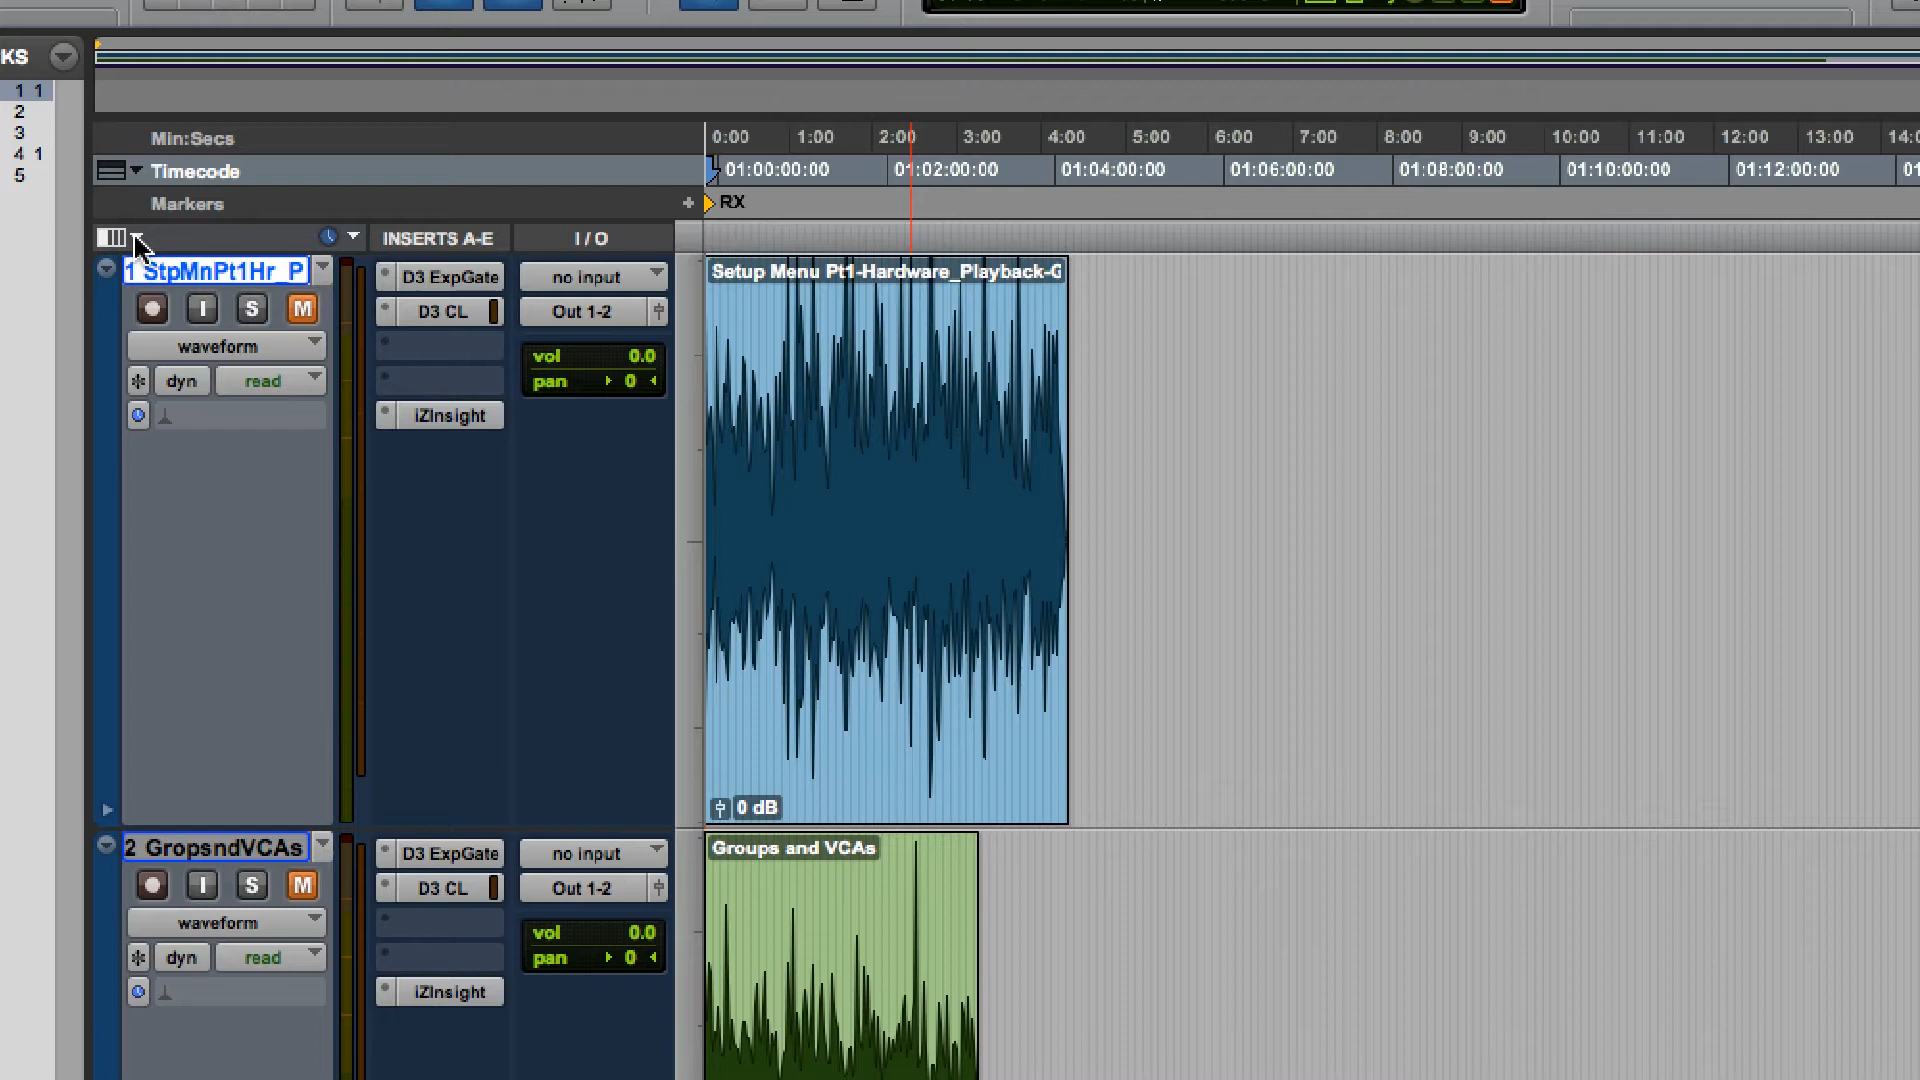 KS
1 1
2
3
4 1
5
Min:Secs
0:00 1:00 2:00 3:00 4:00 5:00 6:00 7:00 8:00 9:00 10:00 11:00 12:00 13:00 14:0
Timecode
01:00:00:00 01:02:00:00 01:04:00:00 01:06:00:00 01:08:00:00 01:10:00:00 01:12:00:00 01
Markers + RX
INSERTS A-E I / O
1 StpMnPt1Hr_P
D3 ExpGate no input
Setup Menu Pt1-Hardware_Playback-G
I S M
D3 CL Out 1-2
waveform
vol 0.0
dyn read
pan 0
iZInsight
0 dB
2 GropsndVCAs
D3 ExpGate no input
Groups and VCAs
I S M
D3 CL Out 1-2
waveform
vol 0.0
dyn read
pan 0
iZInsight